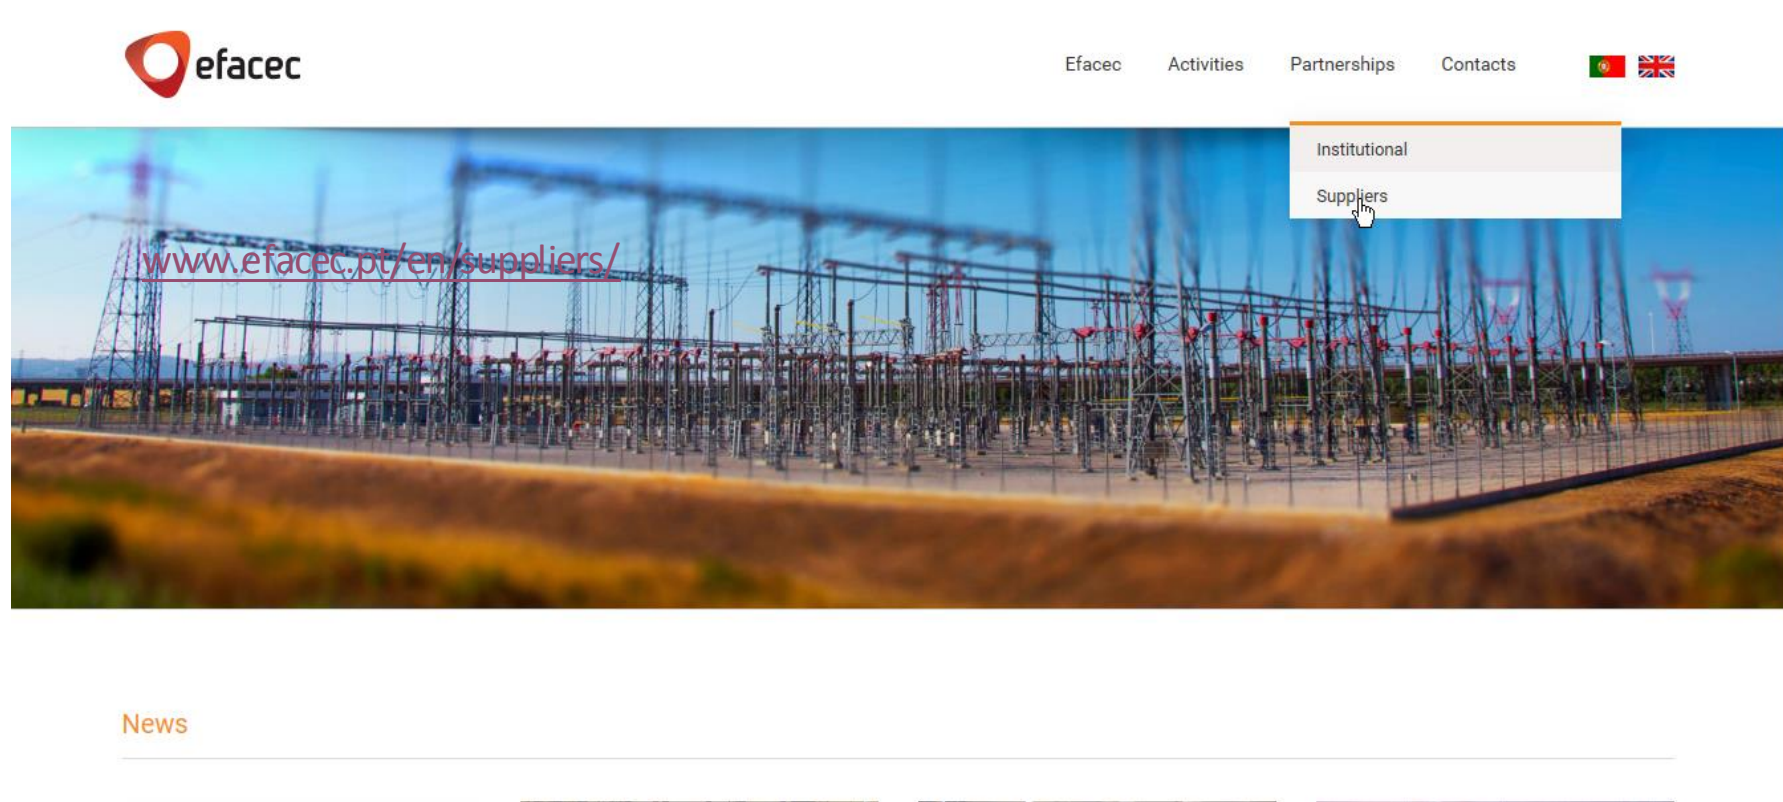 efacec
Efacec Activities Partnerships Contacts
Institutional
Suppliers
www.efacec.pt/en/suppliers/
News